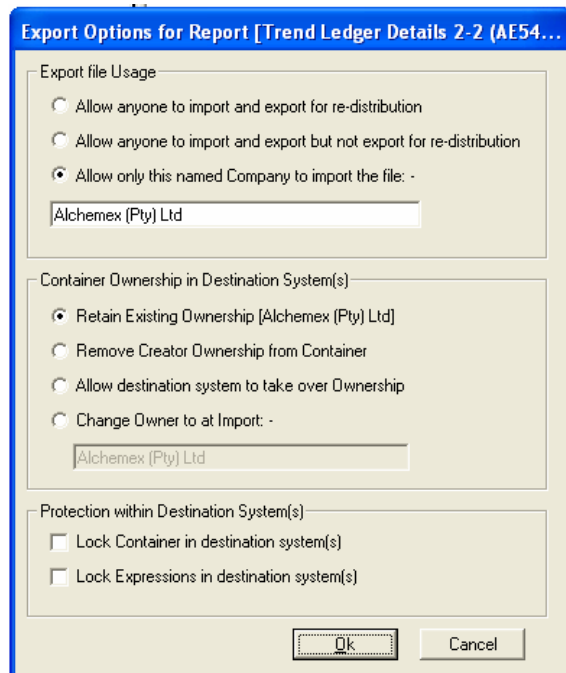 Export Options for Report [Trend Ledger Details 2-2 (AE54...
Export file Usage
Allow anyone to import and export for re-distribution
Allow anyone to import and export but not export for re-distribution
Allow only this named Company to import the file: -
Alchemex (Pty) Ltd
Container Ownership in Destination System(s)
Retain Existing Ownership [Alchemex (Pty) Ltd]
Remove Creator Ownership from Container
Allow destination system to take over Ownership
Change Owner to at Import: -
Alchemex (Pty) Ltd
Protection within Destination System(s)
Lock Container in destination system(s)
Lock Expressions in destination system(s)
Ok Cancel